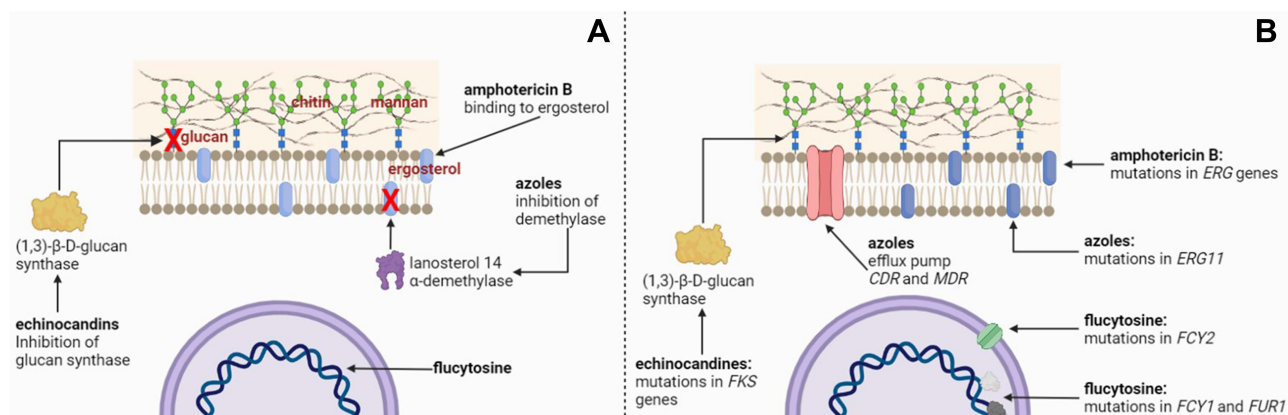 A
chitin
mannan
glucan
ergosterol
amphotericin B
binding to ergosterol
azoles
inhibition of
demethylase
lanosterol 14
α-demethylase
(1,3)-β-D-glucan
synthase
echinocandins
Inhibition of
glucan synthase
flucytosine
B
amphotericin B:
mutations in ERG genes
azoles
efflux pump
CDR and MDR
azoles:
mutations in ERG11
(1,3)-β-D-glucan
synthase
echinocandines:
mutations in FKS
genes
flucytosine:
mutations in FCY2
flucytosine:
mutations in FCY1 and FUR1